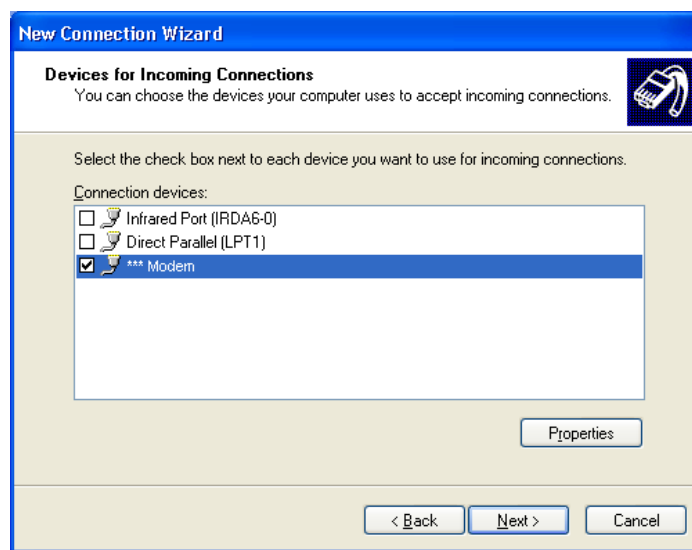 New Connection Wizard
Devices for Incoming Connections
You can choose the devices your computer uses to accept incoming connections.
Select the check box next to each device you want to use for incoming connections.
Connection devices:
Infrared Port (IRDA6-0)
Direct Parallel (LPT1)
*** Modem
Properties
< Back
Next >
Cancel